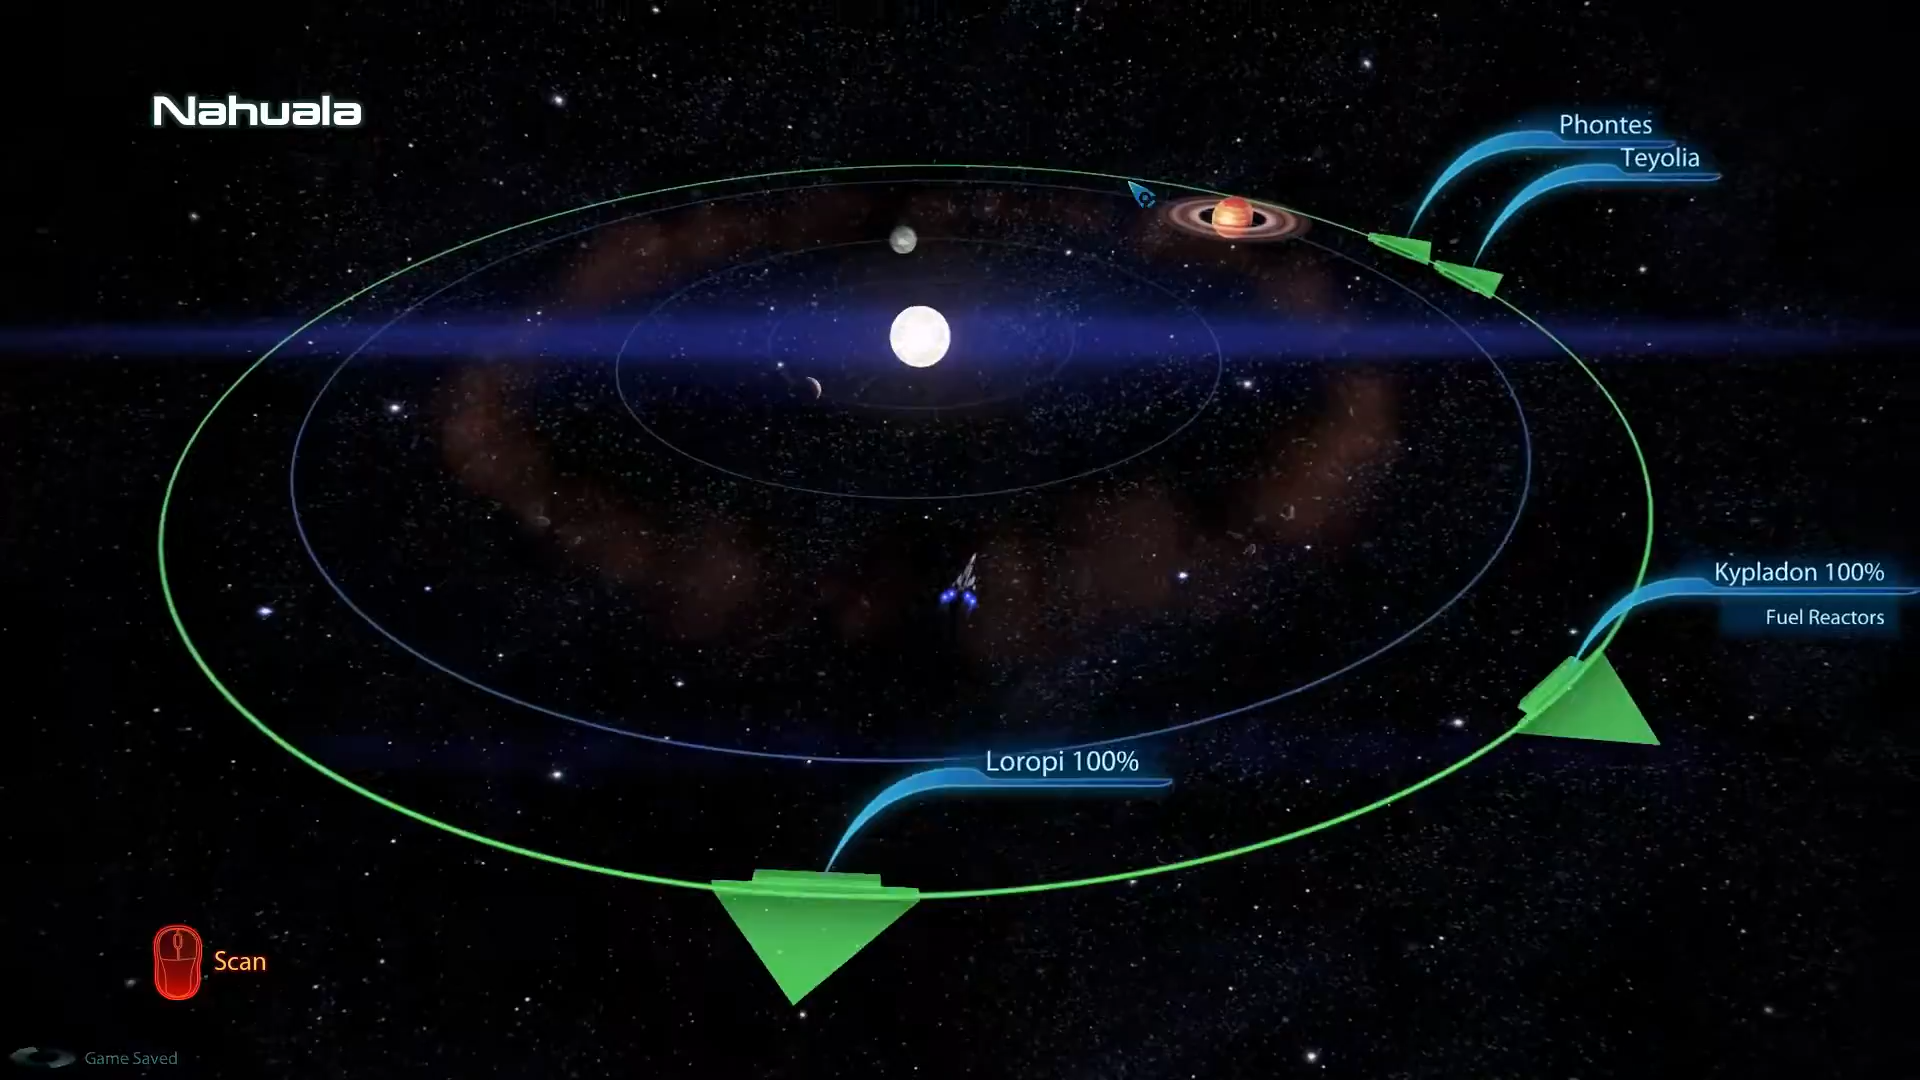 Nahuala
Phontes
Teyolia
Kypladon 100%
Fuel Reactors
Loropi 100%
Scan
Game Saved